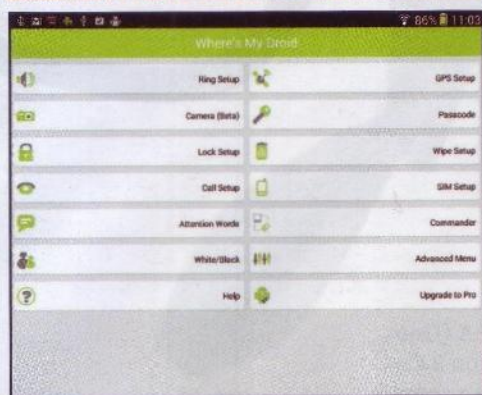 86% 11:03
Where's My Droid
Ring Setup GPS Setup
Camera (Beta) Passcode
Lock Setup Wipe Setup
Call Setup SIM Setup
Attention Words Commander
White/Black Advanced Menu
Help Upgrade to Pro